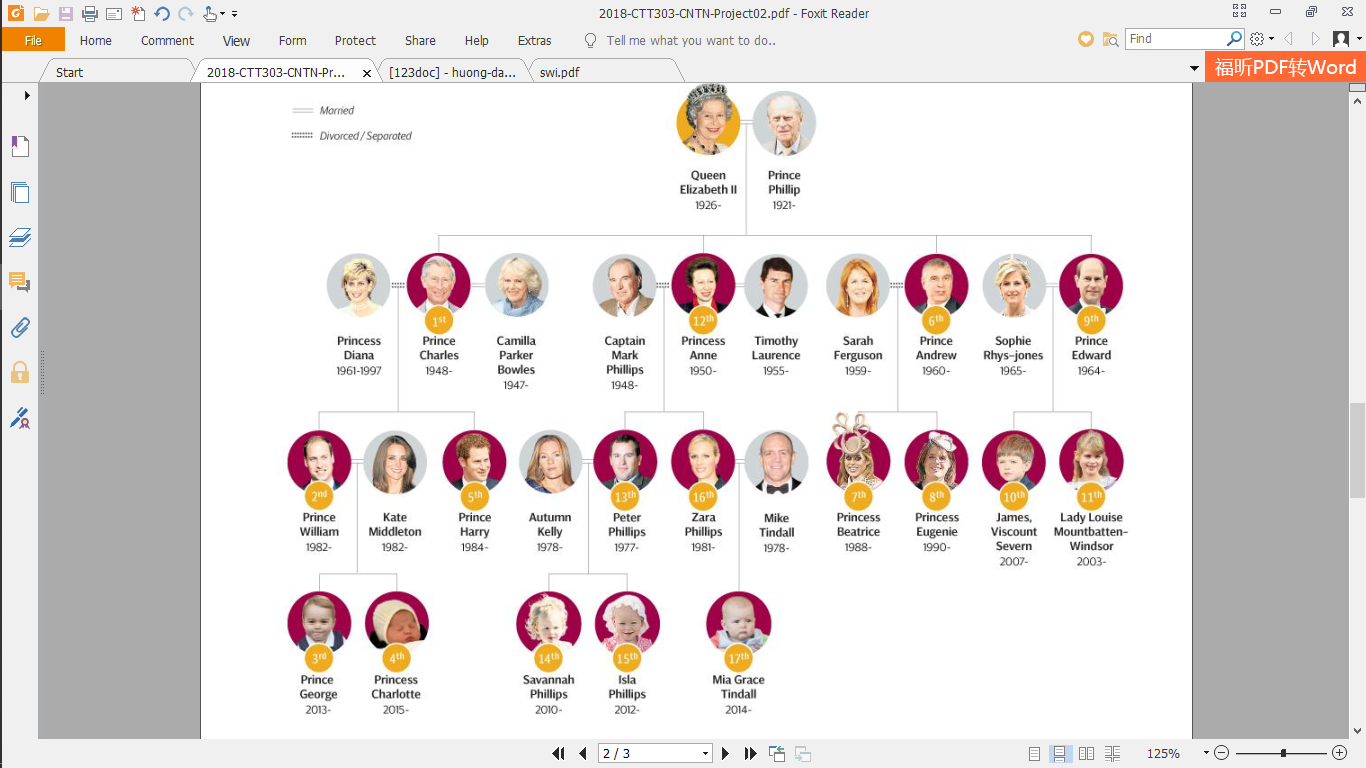 2018-CTT303-CNTN-Project02.pdf - Foxit Reader
File Home Comment View Form Protect Share Help Extras Tell me what you want to do.. Find
Start 2018-CTT303-CNTN-Pr... [123doc] - huong-da... swi.pdf 福昕PDF转Word
Married
Divorced / Separated
Queen
Elizabeth II
1926-
Prince
Phillip
1921-
Princess
Diana
1961-1997
1st
Prince
Charles
1948-
Camilla
Parker
Bowles
1947-
Captain
Mark
Phillips
1948-
12th
Princess
Anne
1950-
Timothy
Laurence
1955-
Sarah
Ferguson
1959-
6th
Prince
Andrew
1960-
Sophie
Rhys-jones
1965-
9th
Prince
Edward
1964-
2nd
Prince
William
1982-
Kate
Middleton
1982-
5th
Prince
Harry
1984-
Autumn
Kelly
1978-
13th
Peter
Phillips
1977-
16th
Zara
Phillips
1981-
Mike
Tindall
1978-
7th
Princess
Beatrice
1988-
8th
Princess
Eugenie
1990-
10th
James,
Viscount
Severn
2007-
11th
Lady Louise
Mountbatten-
Windsor
2003-
3rd
Prince
George
2013-
4th
Princess
Charlotte
2015-
14th
Savannah
Phillips
2010-
15th
Isla
Phillips
2012-
17th
Mia Grace
Tindall
2014-
2 / 3
125%